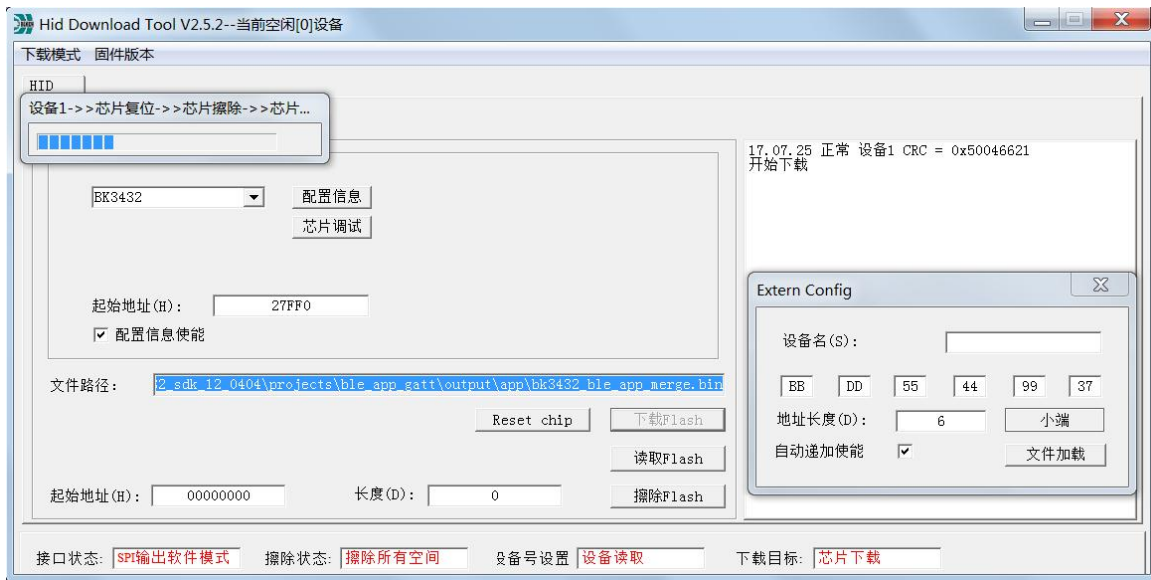 Hid Download Tool V2.5.2--当前空闲[0]设备
下载模式 固件版本
HID
设备1->>芯片复位->>芯片擦除->>芯片...
17.07.25 正常 设备1 CRC = 0x50046621
开始下载
BK3432 配置信息
芯片调试
起始地址(H): 27FF0
配置信息使能
Extern Config
设备名(S):
BB DD 55 44 99 37
地址长度(D): 6 小端
自动递加使能 文件加载
文件路径: 2_sdk_12_0404\projects\ble_app_gatt\output\app\bk3432_ble_app_merge.bin
Reset chip 下载Flash
读取Flash
起始地址(H): 00000000 长度(D): 0 擦除Flash
接口状态: SPI输出软件模式 擦除状态: 擦除所有空间 设备号设置 设备读取 下载目标: 芯片下载